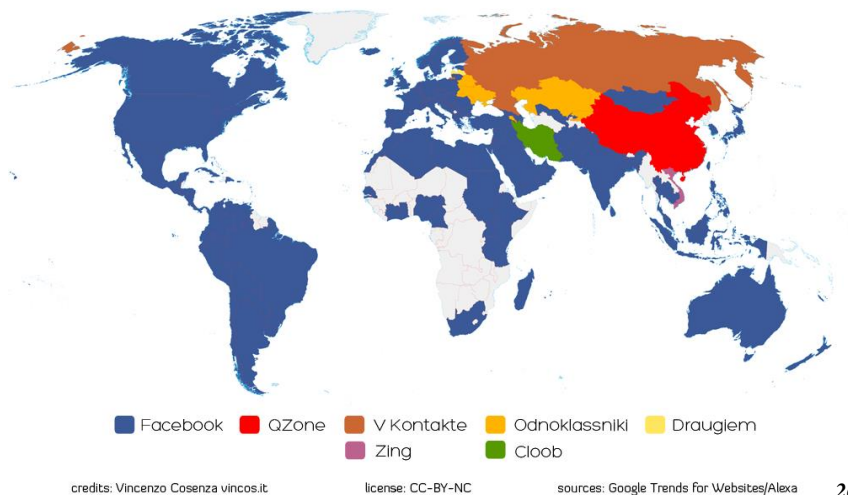 Facebook QZone V Kontakte Odnoklassniki Draugiem
Zing Cloob
credits: Vincenzo Cosenza vincos.it license: CC-BY-NC sources: Google Trends for Websites/Alexa